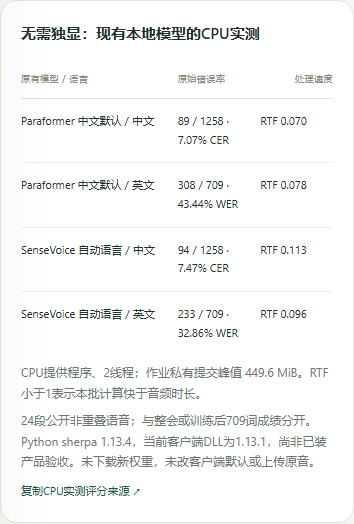 无需独显：现有本地模型的CPU实测
原有模型 / 语言 原始错误率 处理速度
Paraformer 中文默认 / 中文 89 / 1258 · RTF 0.070
7.07% CER
Paraformer 中文默认 / 英文 308 / 709 · RTF 0.078
43.44% WER
SenseVoice 自动语言 / 中文 94 / 1258 · RTF 0.113
7.47% CER
SenseVoice 自动语言 / 英文 233 / 709 · RTF 0.096
32.86% WER
CPU提供程序、2线程；作业私有提交峰值 449.6 MiB。RTF
小于1表示本批计算快于音频时长。
24段公开非重叠语音；与整会或训练后709词成绩分开。
Python sherpa 1.13.4，当前客户端DLL为1.13.1，尚非已装
产品验收。未下载新权重，未改客户端默认或上传原音。
复制CPU实测评分来源 ↗